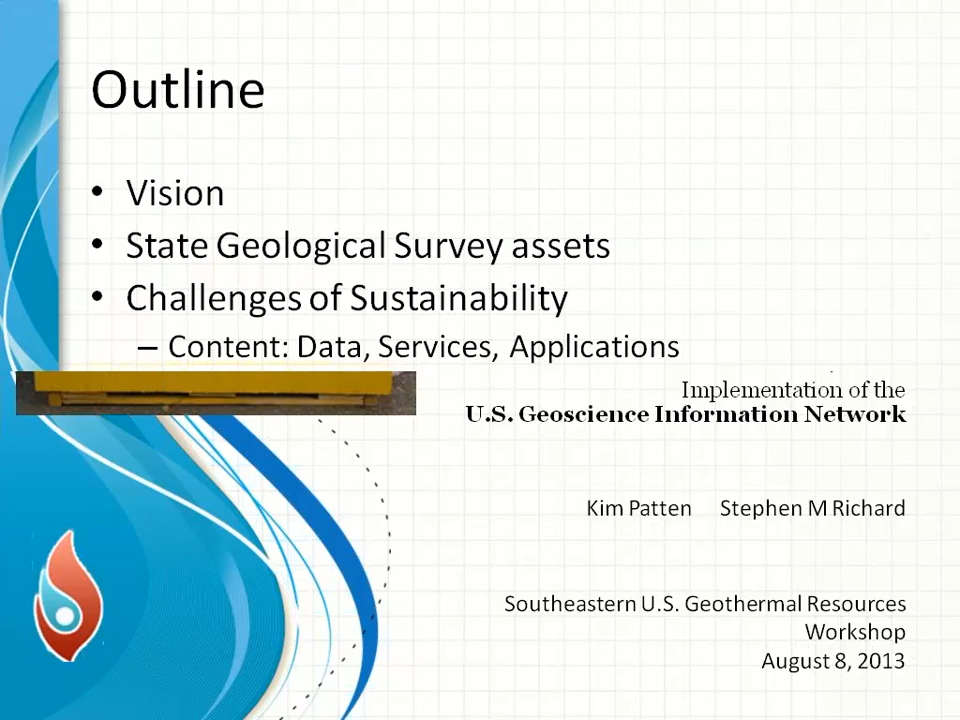 Outline
• Vision
• State Geological Survey assets
• Challenges of Sustainability
– Content: Data, Services, Applications
Implementation of the
U.S. Geoscience Information Network
Kim Patten Stephen M Richard
Southeastern U.S. Geothermal Resources
Workshop
August 8, 2013